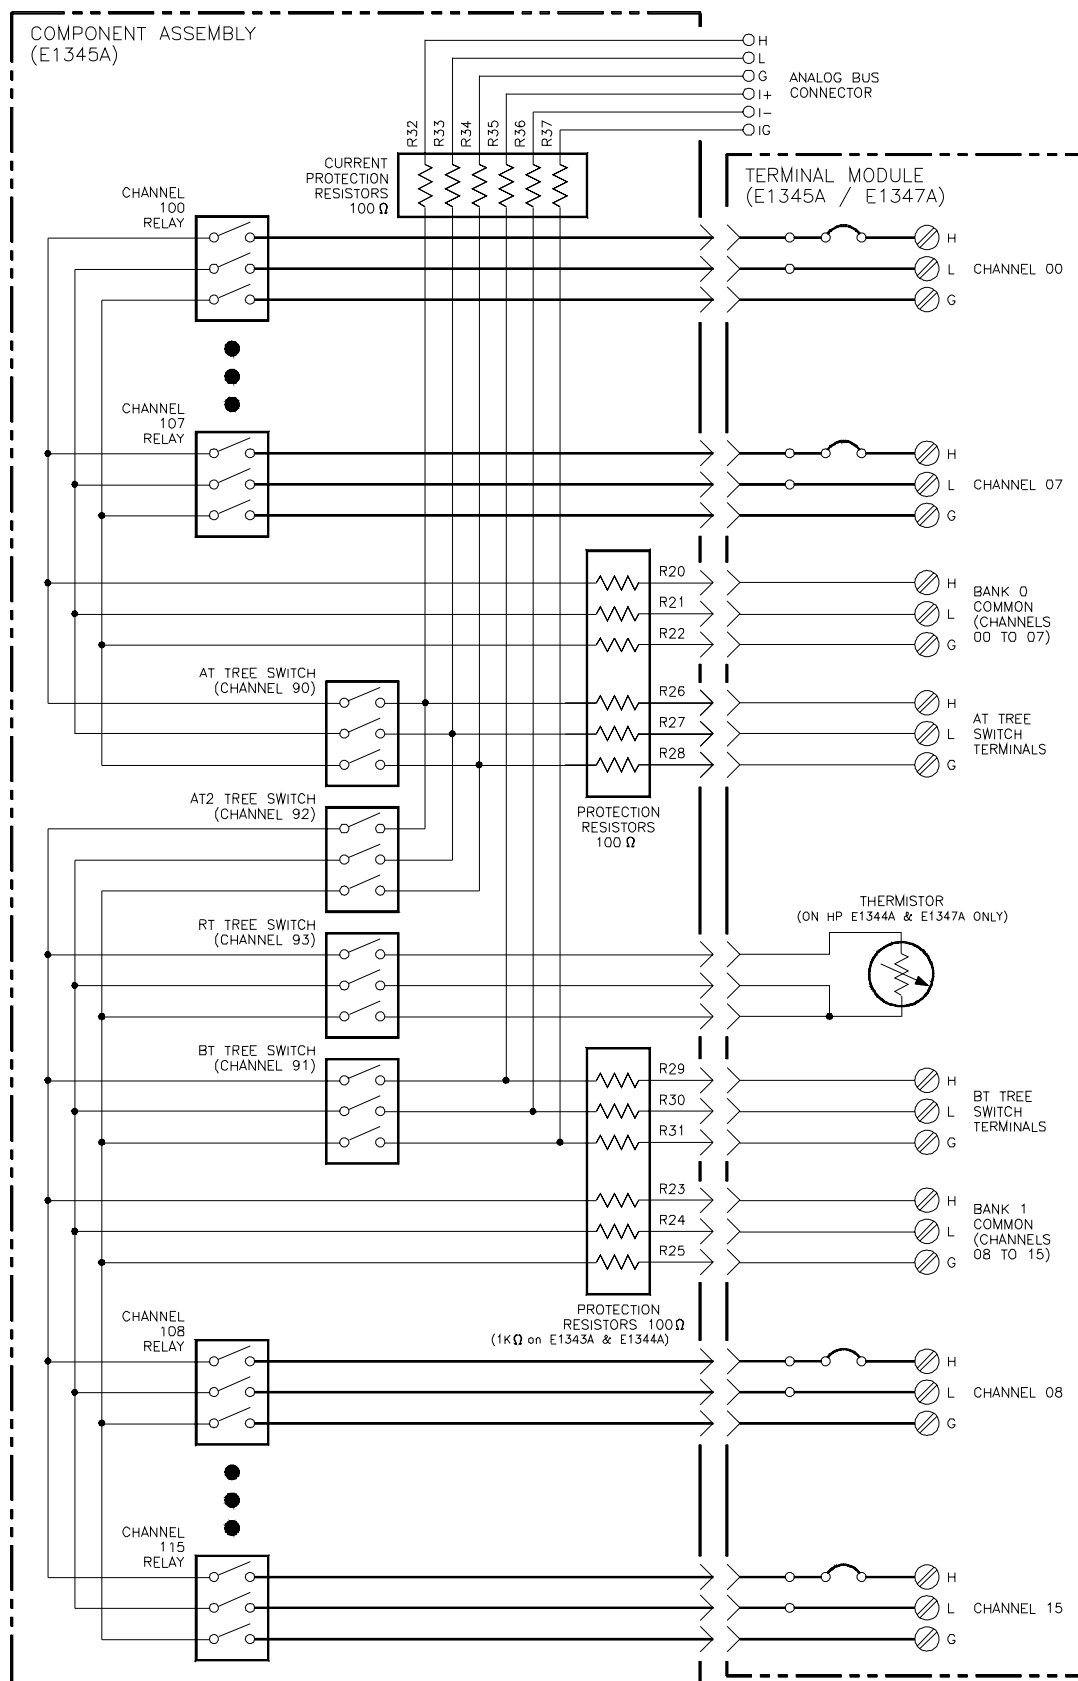 COMPONENT ASSEMBLY
(E1345A)
H
L
G
I+
I-
IG
ANALOG BUS
CONNECTOR
R32
R33
R34
R35
R36
R37
CURRENT
PROTECTION
RESISTORS
100 Ω
TERMINAL MODULE
(E1345A / E1347A)
CHANNEL
100
RELAY
H
L CHANNEL 00
G
CHANNEL
107
RELAY
H
L CHANNEL 07
G
R20
R21
R22
H
L
G
BANK 0
COMMON
(CHANNELS
00 TO 07)
AT TREE SWITCH
(CHANNEL 90)
R26
R27
R28
H
L
G
AT TREE
SWITCH
TERMINALS
AT2 TREE SWITCH
(CHANNEL 92)
PROTECTION
RESISTORS
100 Ω
RT TREE SWITCH
(CHANNEL 93)
THERMISTOR
(ON HP E1344A & E1347A ONLY)
BT TREE SWITCH
(CHANNEL 91)
R29
R30
R31
H
L
G
BT TREE
SWITCH
TERMINALS
R23
R24
R25
H
L
G
BANK 1
COMMON
(CHANNELS
08 TO 15)
PROTECTION
RESISTORS 100Ω
(1KΩ on E1343A & E1344A)
CHANNEL
108
RELAY
H
L CHANNEL 08
G
CHANNEL
115
RELAY
H
L CHANNEL 15
G